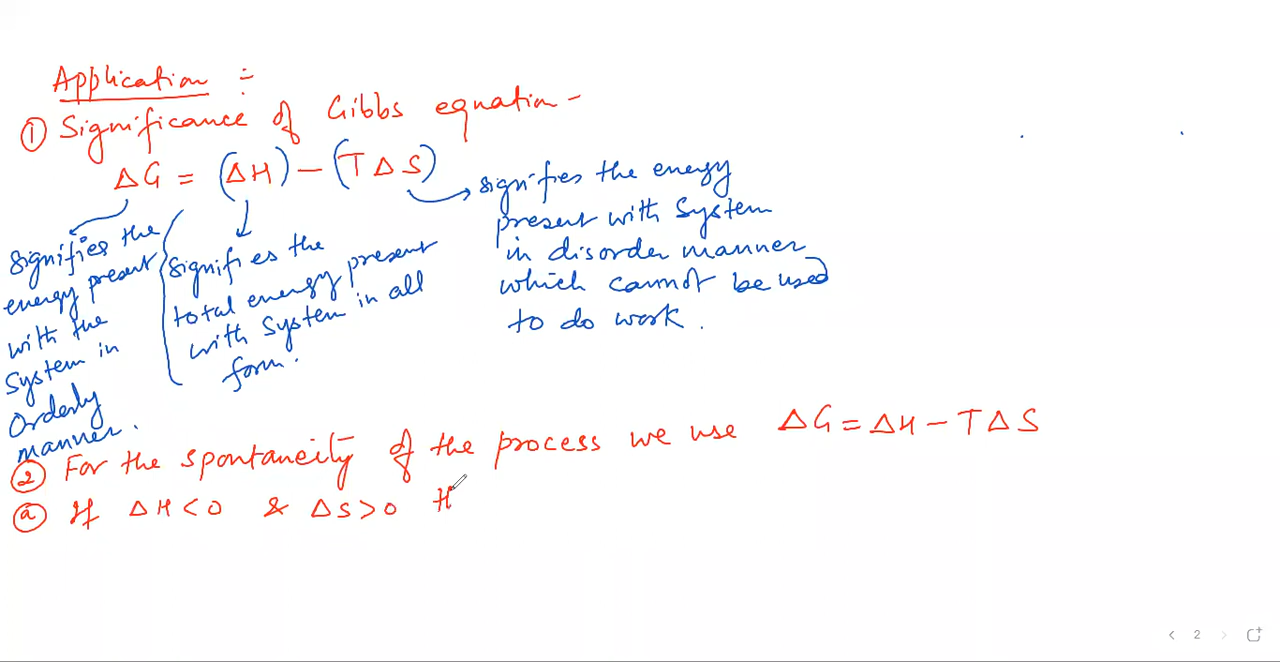 Application :-
① Significance of Gibbs equation -
ΔG = (ΔH) - (TΔS)
signifies the energy
present with system
in disorder manner
which cannot be used
to do work.
Signifies the
energy present
with the
system in
Orderly
manner.
Signifies the
total energy present
with system in all
form.
② For the spontaneity of the process we use ΔG = ΔH - TΔS
ⓐ If ΔH < 0 & ΔS > 0
2